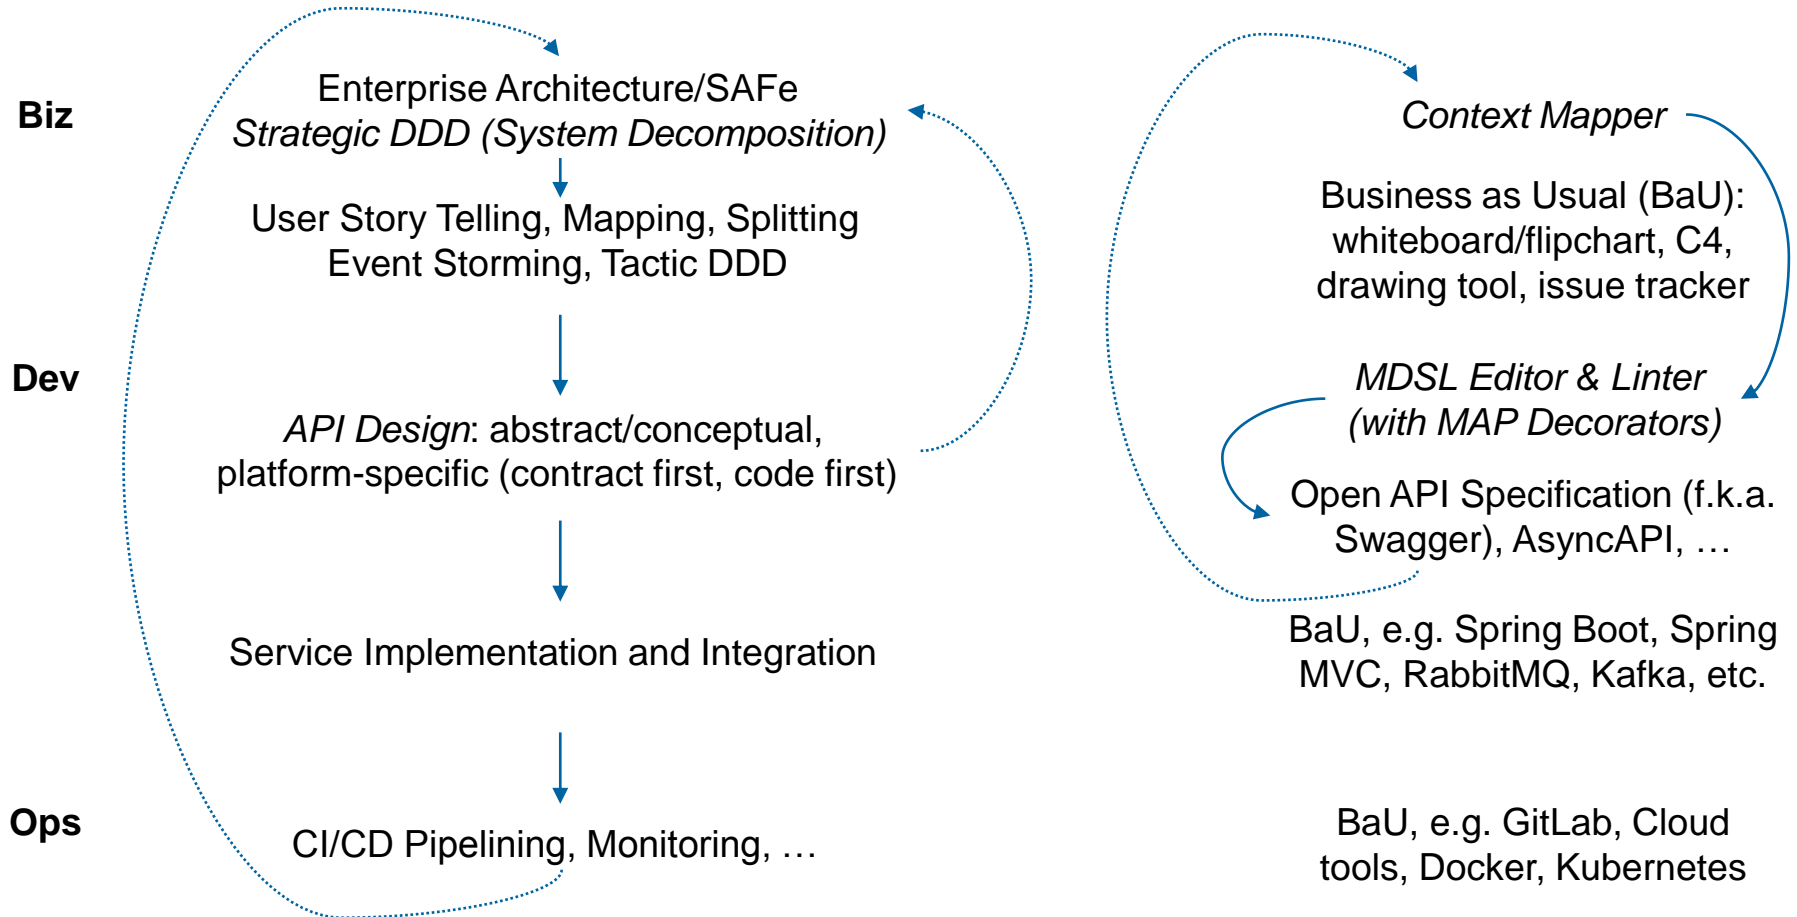 Biz
Enterprise Architecture/SAFe
Strategic DDD (System Decomposition)
User Story Telling, Mapping, Splitting
Event Storming, Tactic DDD
Dev
API Design: abstract/conceptual,
platform-specific (contract first, code first)
Service Implementation and Integration
Ops
CI/CD Pipelining, Monitoring, …
Context Mapper
Business as Usual (BaU):
whiteboard/flipchart, C4,
drawing tool, issue tracker
MDSL Editor & Linter
(with MAP Decorators)
Open API Specification (f.k.a.
Swagger), AsyncAPI, …
BaU, e.g. Spring Boot, Spring
MVC, RabbitMQ, Kafka, etc.
BaU, e.g. GitLab, Cloud
tools, Docker, Kubernetes